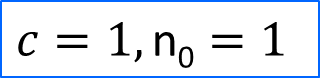 c = 1, n₀ = 1